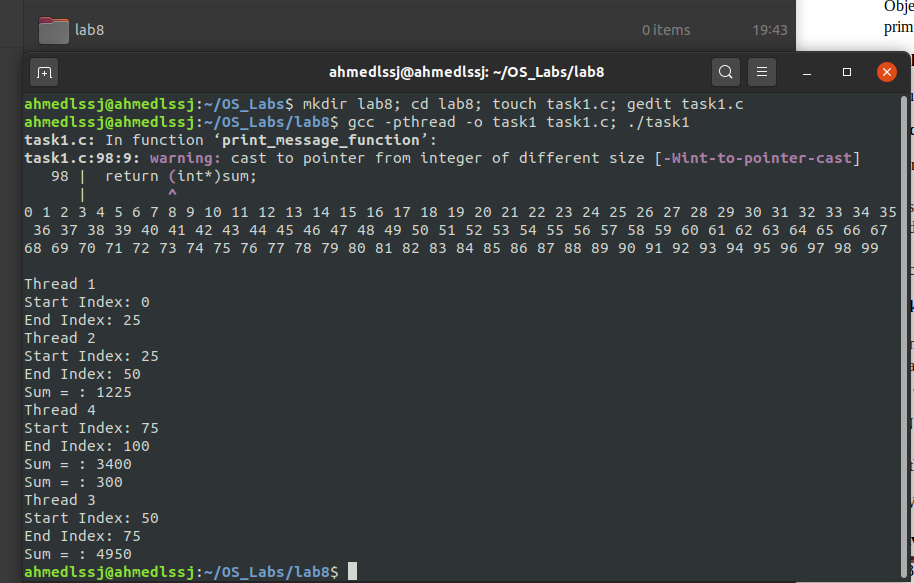 lab8 0 items 19:43
Obje
prim
ahmedlssj@ahmedlssj: ~/OS_Labs/lab8
ahmedlssj@ahmedlssj:~/OS_Labs$ mkdir lab8; cd lab8; touch task1.c; gedit task1.c
ahmedlssj@ahmedlssj:~/OS_Labs/lab8$ gcc -pthread -o task1 task1.c; ./task1
task1.c: In function ‘print_message_function’:
task1.c:98:9: warning: cast to pointer from integer of different size [-Wint-to-pointer-cast]
98 | return (int*)sum;
| ^
0 1 2 3 4 5 6 7 8 9 10 11 12 13 14 15 16 17 18 19 20 21 22 23 24 25 26 27 28 29 30 31 32 33 34 35
36 37 38 39 40 41 42 43 44 45 46 47 48 49 50 51 52 53 54 55 56 57 58 59 60 61 62 63 64 65 66 67
68 69 70 71 72 73 74 75 76 77 78 79 80 81 82 83 84 85 86 87 88 89 90 91 92 93 94 95 96 97 98 99
Thread 1
Start Index: 0
End Index: 25
Thread 2
Start Index: 25
End Index: 50
Sum = : 1225
Thread 4
Start Index: 75
End Index: 100
Sum = : 3400
Sum = : 300
Thread 3
Start Index: 50
End Index: 75
Sum = : 4950
ahmedlssj@ahmedlssj:~/OS_Labs/lab8$